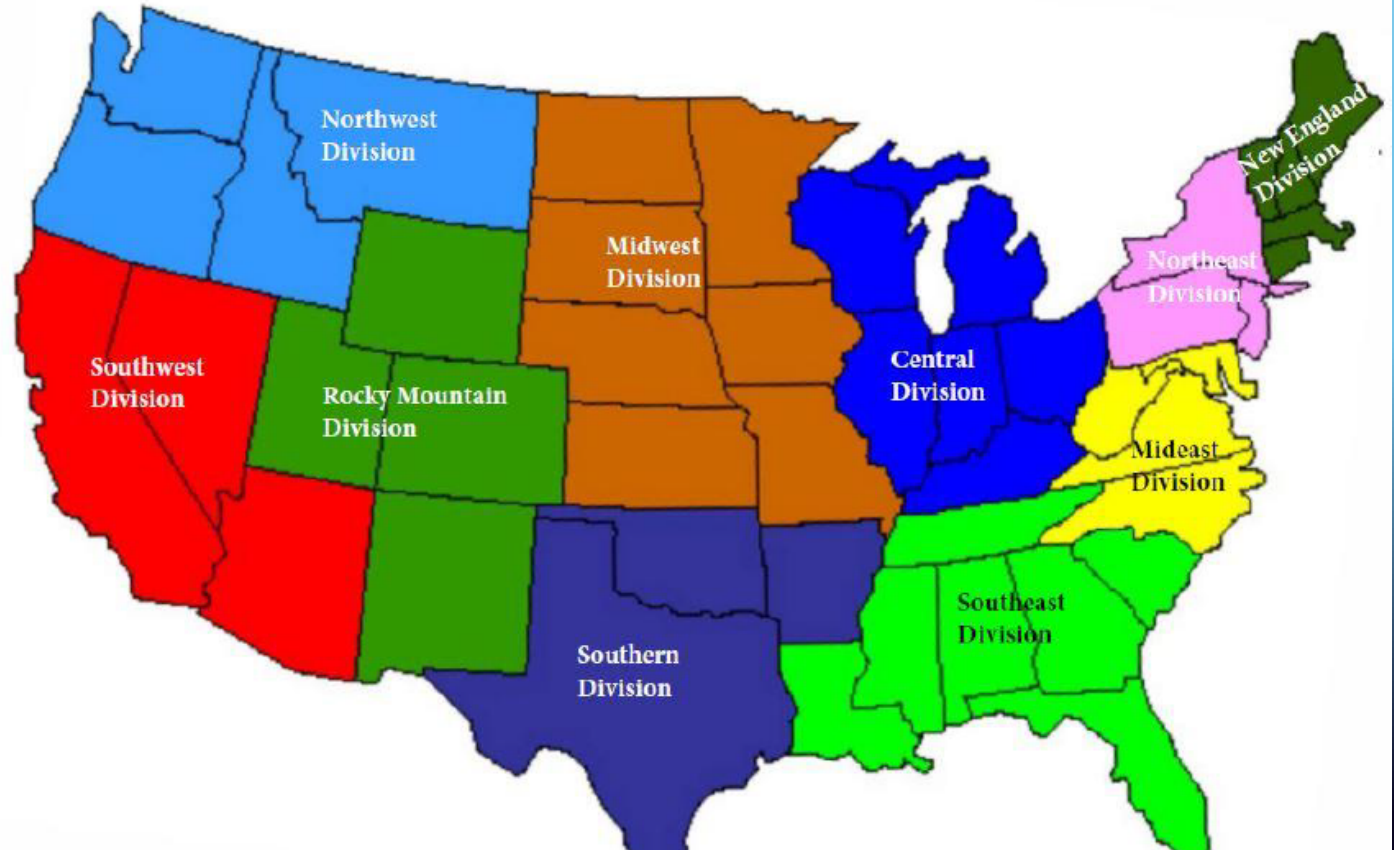 Northwest
Division
New England
Division
Midwest
Division
Northeast
Division
Southwest
Division
Central
Division
Rocky Mountain
Division
Mideast
Division
Southeast
Division
Southern
Division